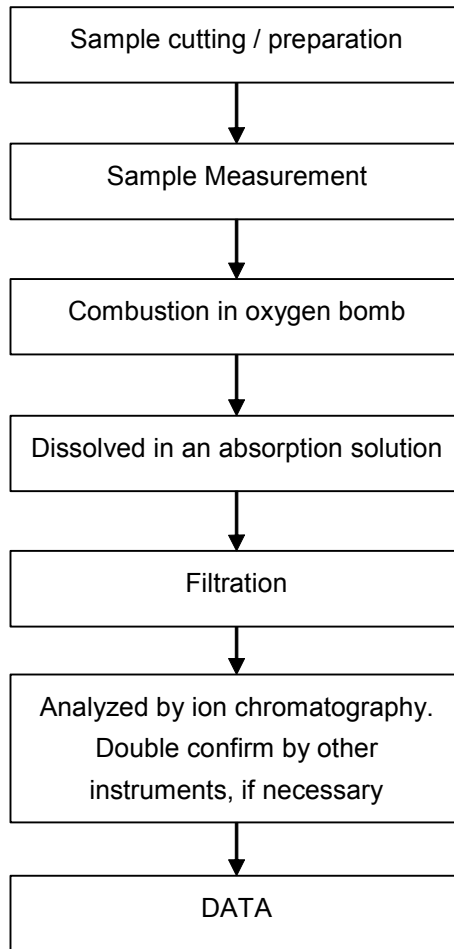 Sample cutting / preparation
Sample Measurement
Combustion in oxygen bomb
Dissolved in an absorption solution
Filtration
Analyzed by ion chromatography.
Double confirm by other
instruments, if necessary
DATA